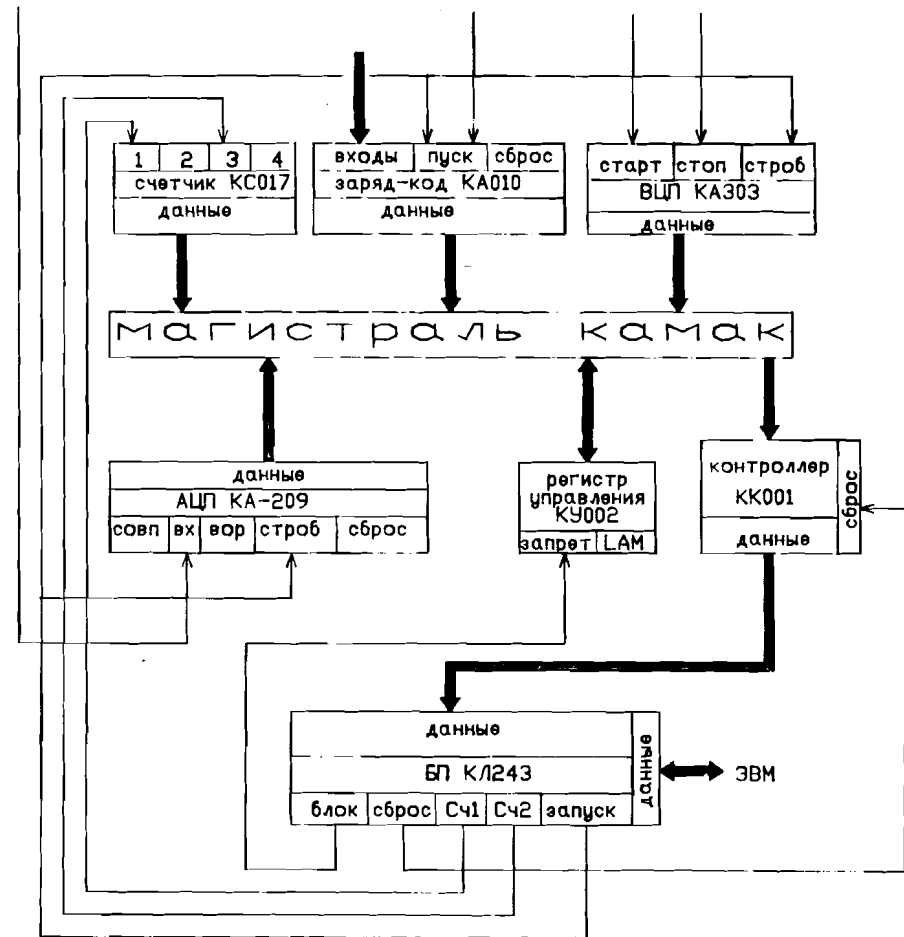 1 2 3 4
счетчик КС017
данные
входы пуск сброс
заряд-код КА010
данные
старт стоп строб
ВЦП КА303
данные
магистраль камак
данные
АЦП КА-209
совп вх вор строб сброс
регистр
управления
КУ002
запрет LAM
контроллер
КК001
данные
сброс
данные
БП КЛ243
блок сброс Сч1 Сч2 запуск
данные
ЭВМ